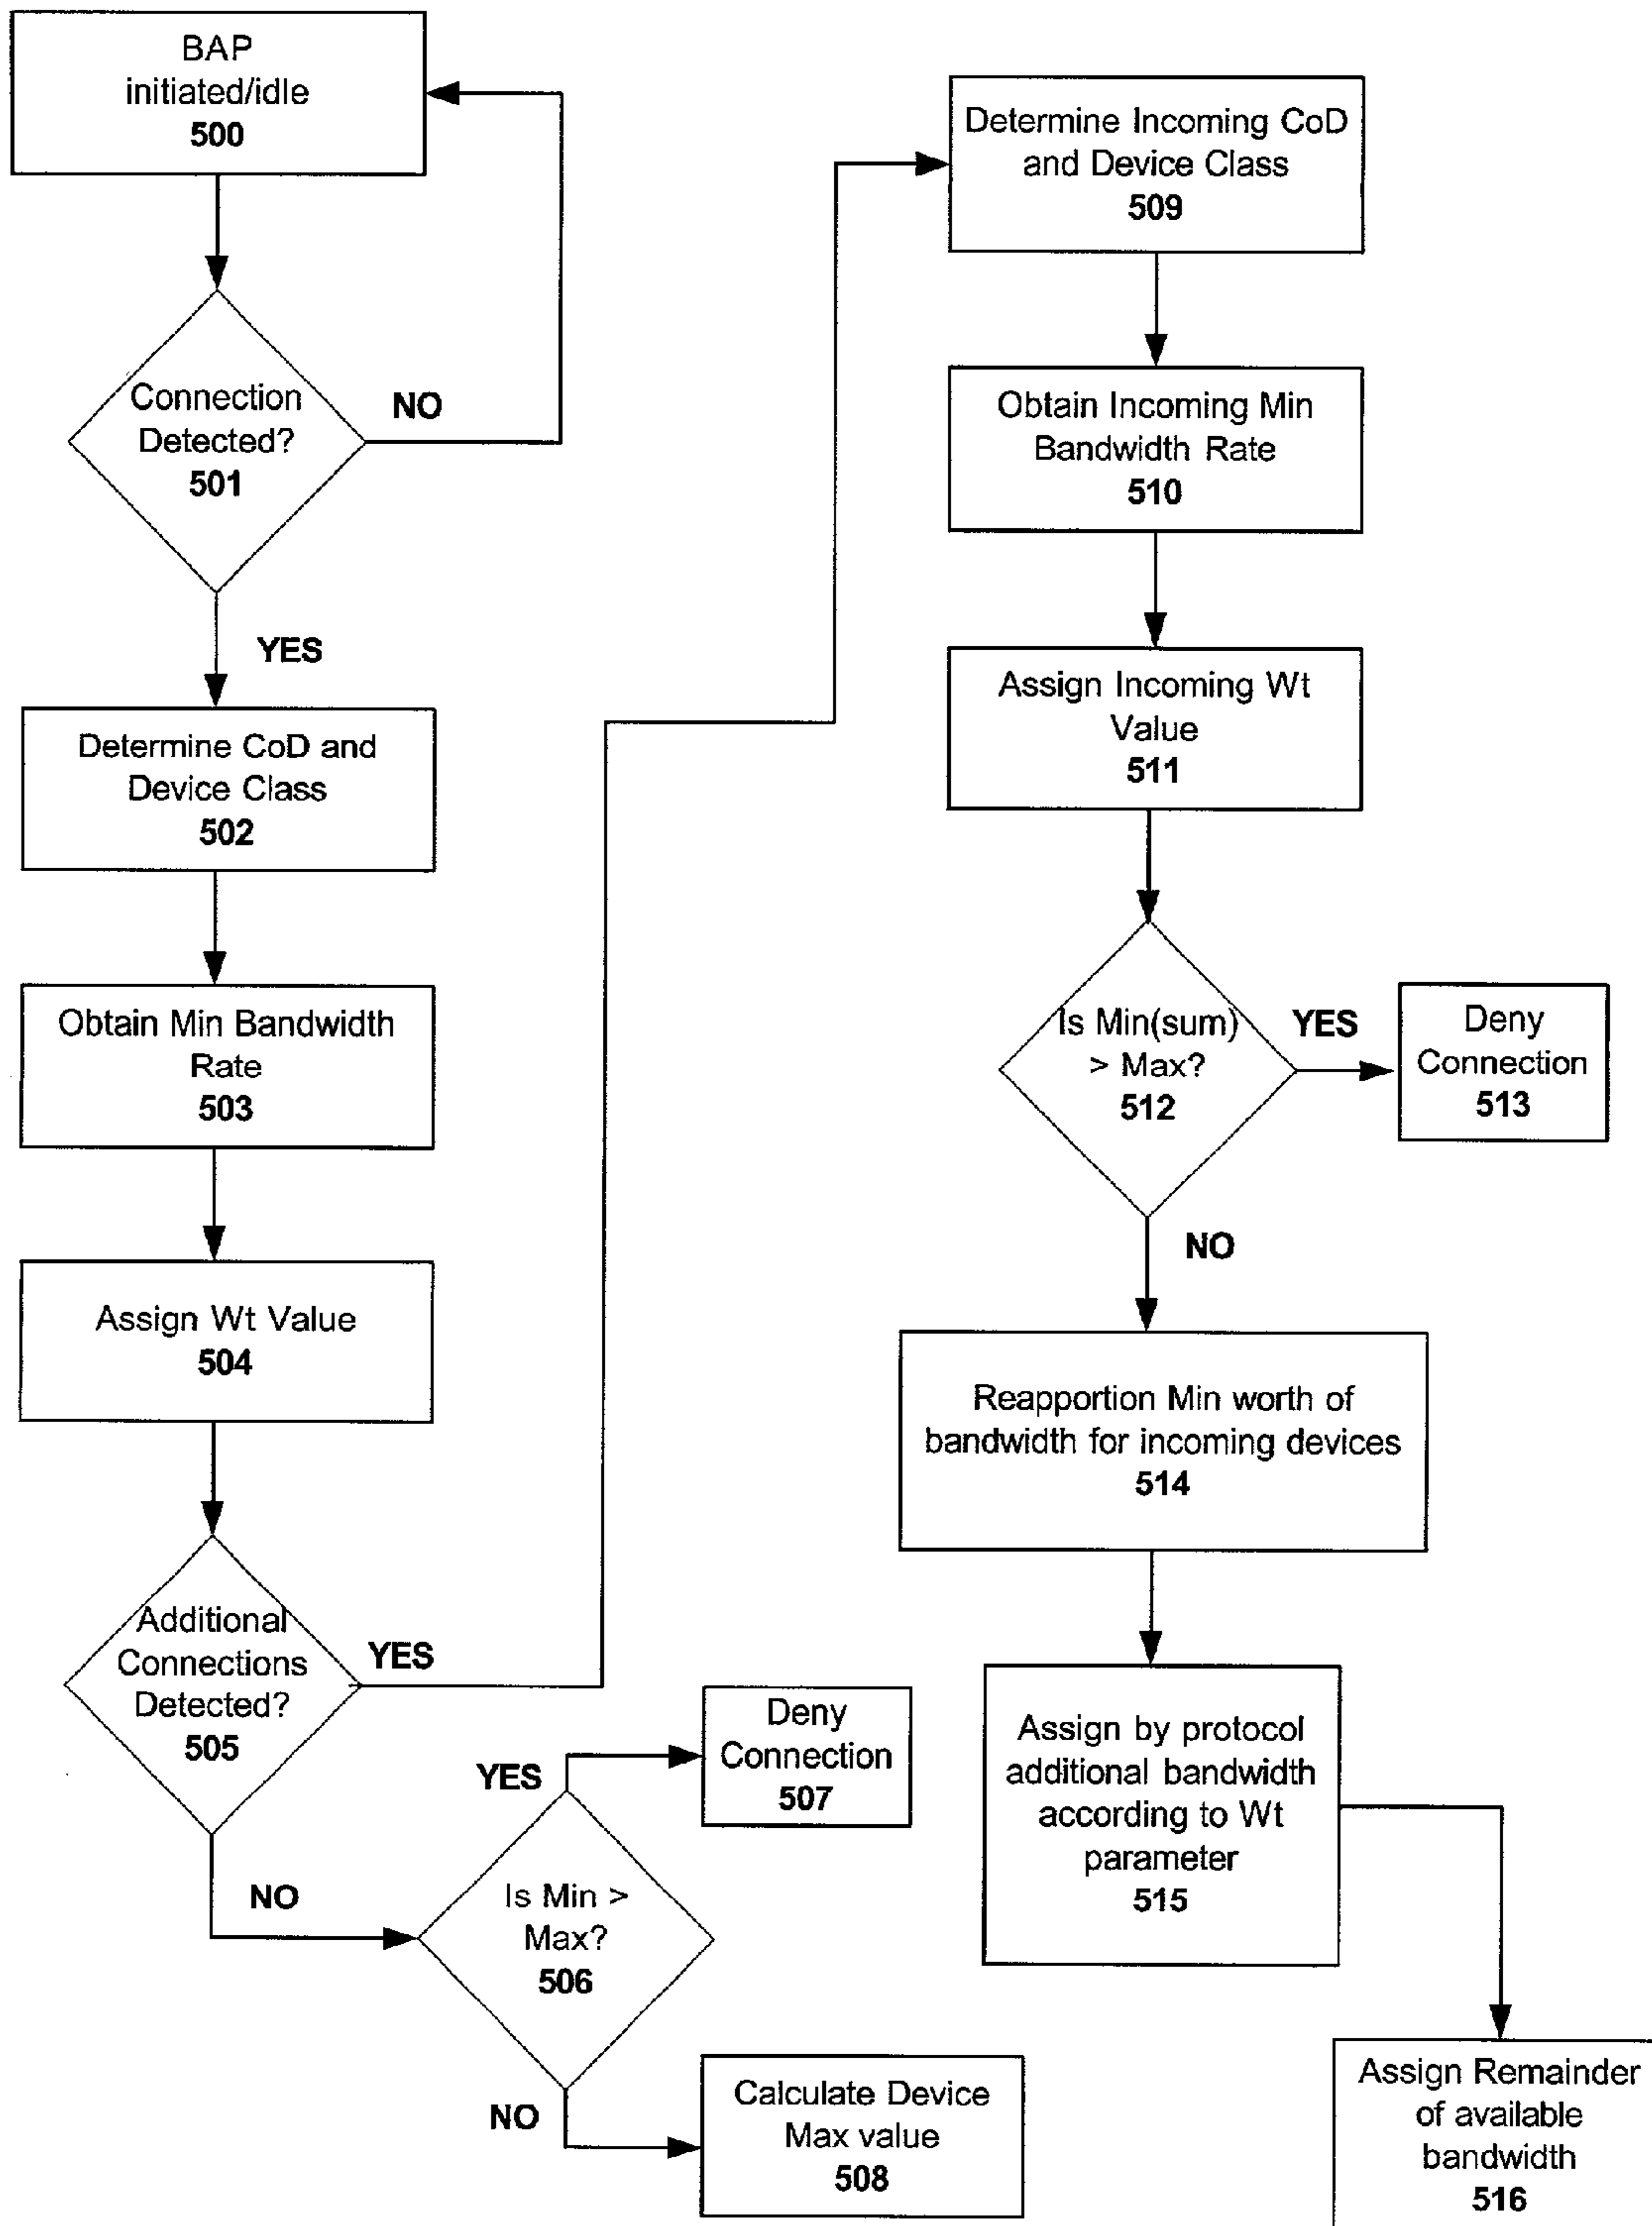 BAP
initiated/idle
500
Connection
Detected?
501
NO
YES
Determine CoD and
Device Class
502
Obtain Min Bandwidth
Rate
503
Assign Wt Value
504
Additional
Connections
Detected?
505
YES
NO
Is Min >
Max?
506
YES
Deny
Connection
507
NO
Calculate Device
Max value
508
Determine Incoming CoD
and Device Class
509
Obtain Incoming Min
Bandwidth Rate
510
Assign Incoming Wt
Value
511
Is Min(sum)
> Max?
512
YES
Deny
Connection
513
NO
Reapportion Min worth of
bandwidth for incoming devices
514
Assign by protocol
additional bandwidth
according to Wt
parameter
515
Assign Remainder
of available
bandwidth
516